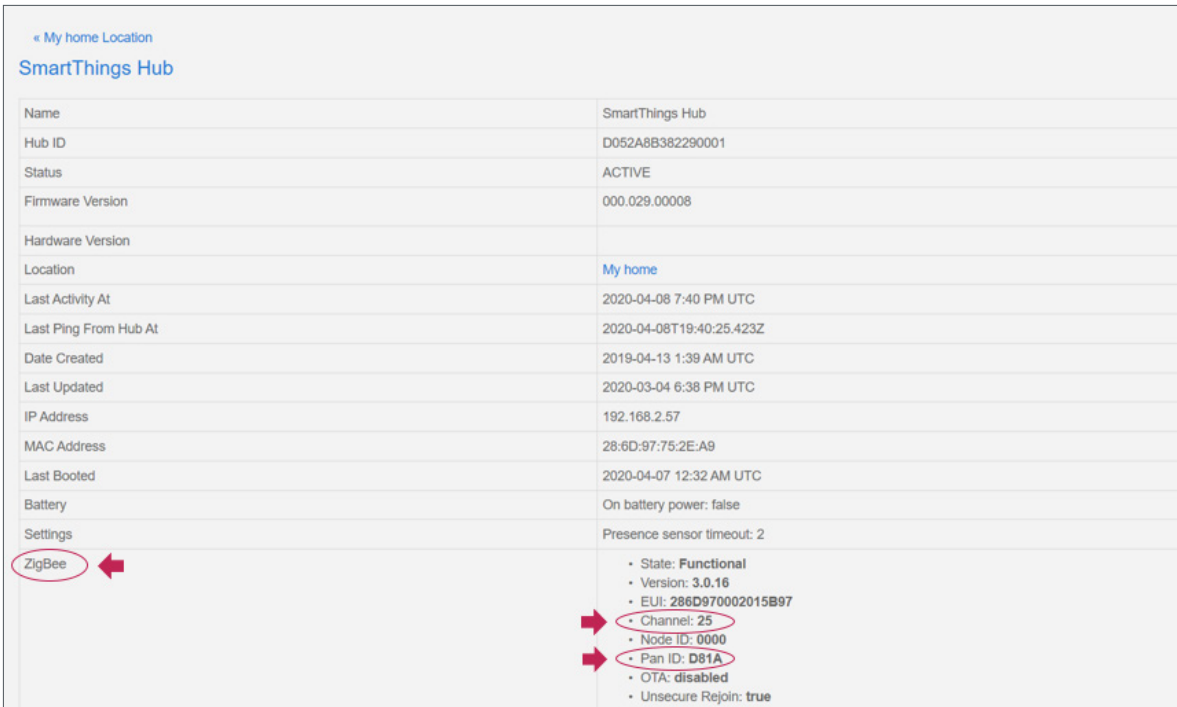 « My home Location
SmartThings Hub
Name SmartThings Hub
Hub ID D052A8B382290001
Status ACTIVE
Firmware Version 000.029.00008
Hardware Version
Location My home
Last Activity At 2020-04-08 7:40 PM UTC
Last Ping From Hub At 2020-04-08T19:40:25.423Z
Date Created 2019-04-13 1:39 AM UTC
Last Updated 2020-03-04 6:38 PM UTC
IP Address 192.168.2.57
MAC Address 28:6D:97:75:2E:A9
Last Booted 2020-04-07 12:32 AM UTC
Battery On battery power: false
Settings Presence sensor timeout: 2
ZigBee • State: Functional
• Version: 3.0.16
• EUI: 286D970002015B97
• Channel: 25
• Node ID: 0000
• Pan ID: D81A
• OTA: disabled
• Unsecure Rejoin: true